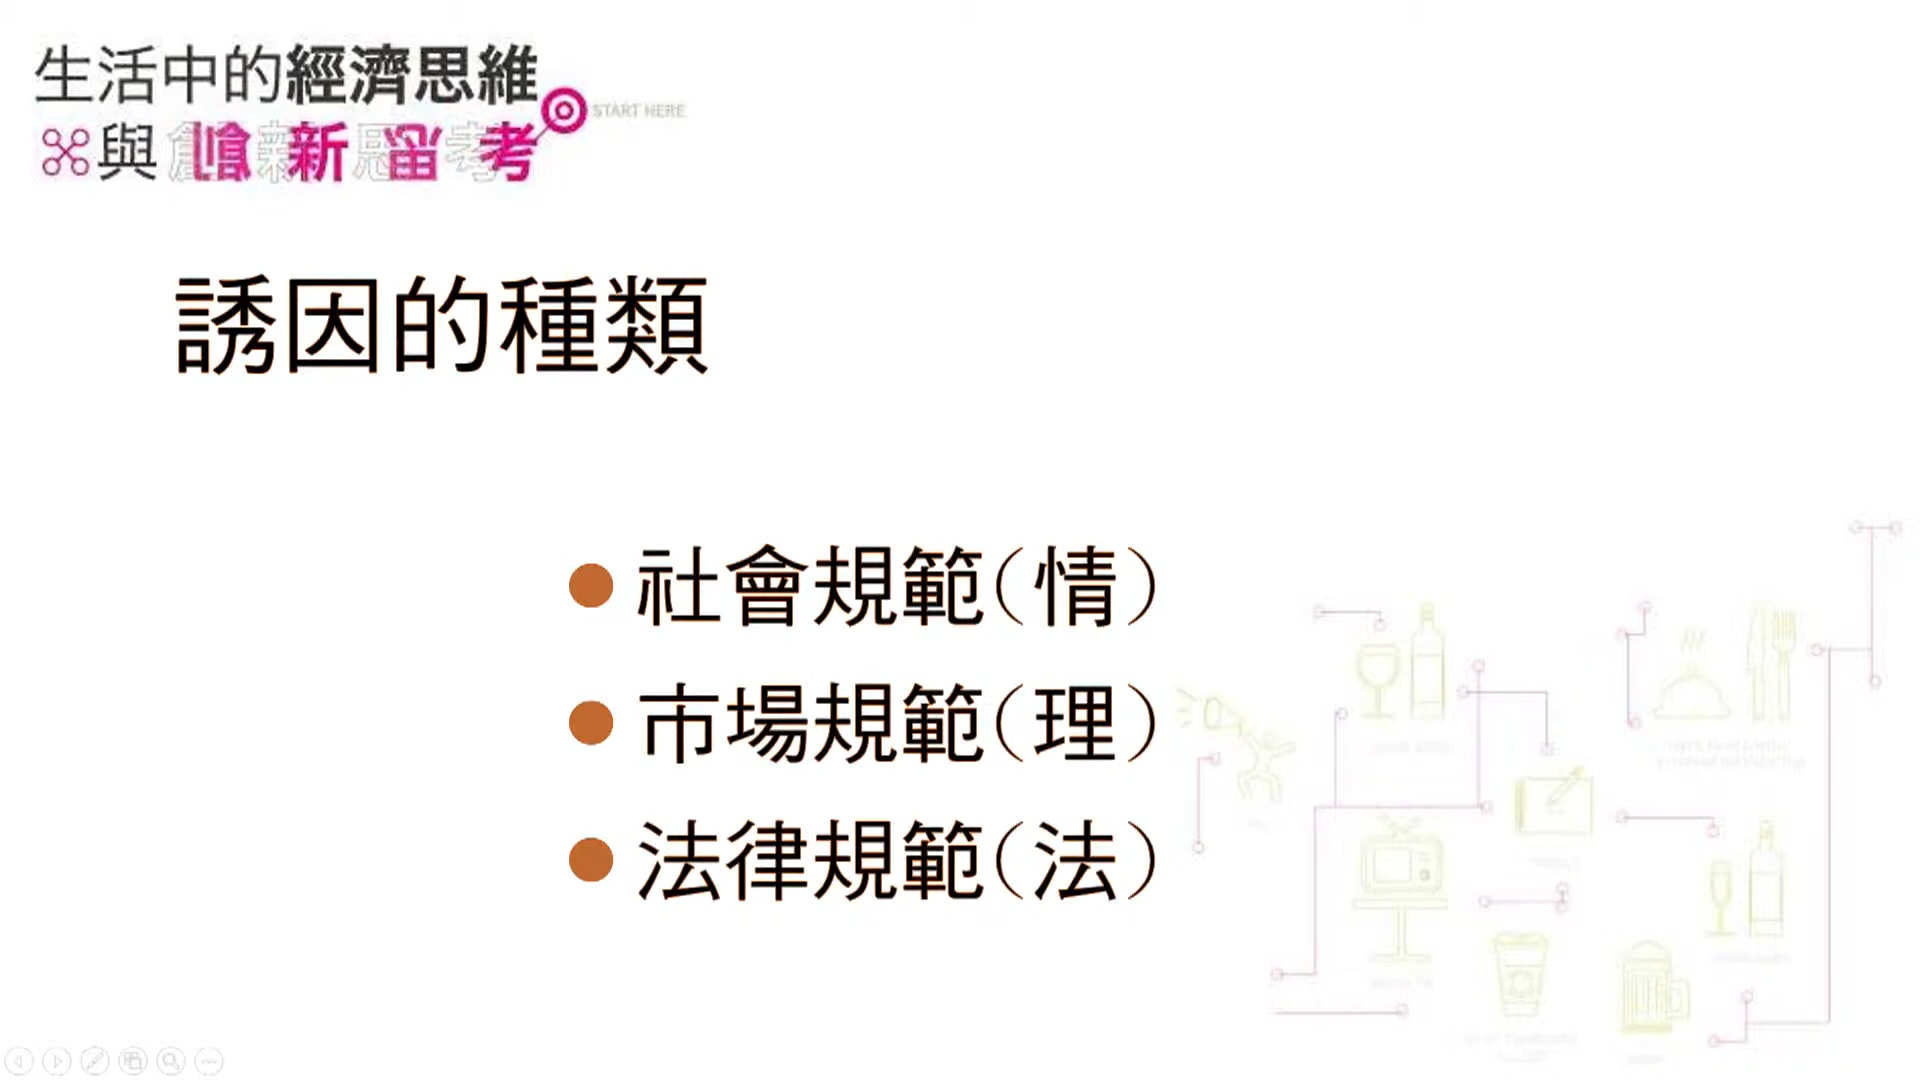 生活中的經濟思維
與創新思考
START HERE
誘因的種類
社會規範(情)
市場規範(理)
法律規範(法)